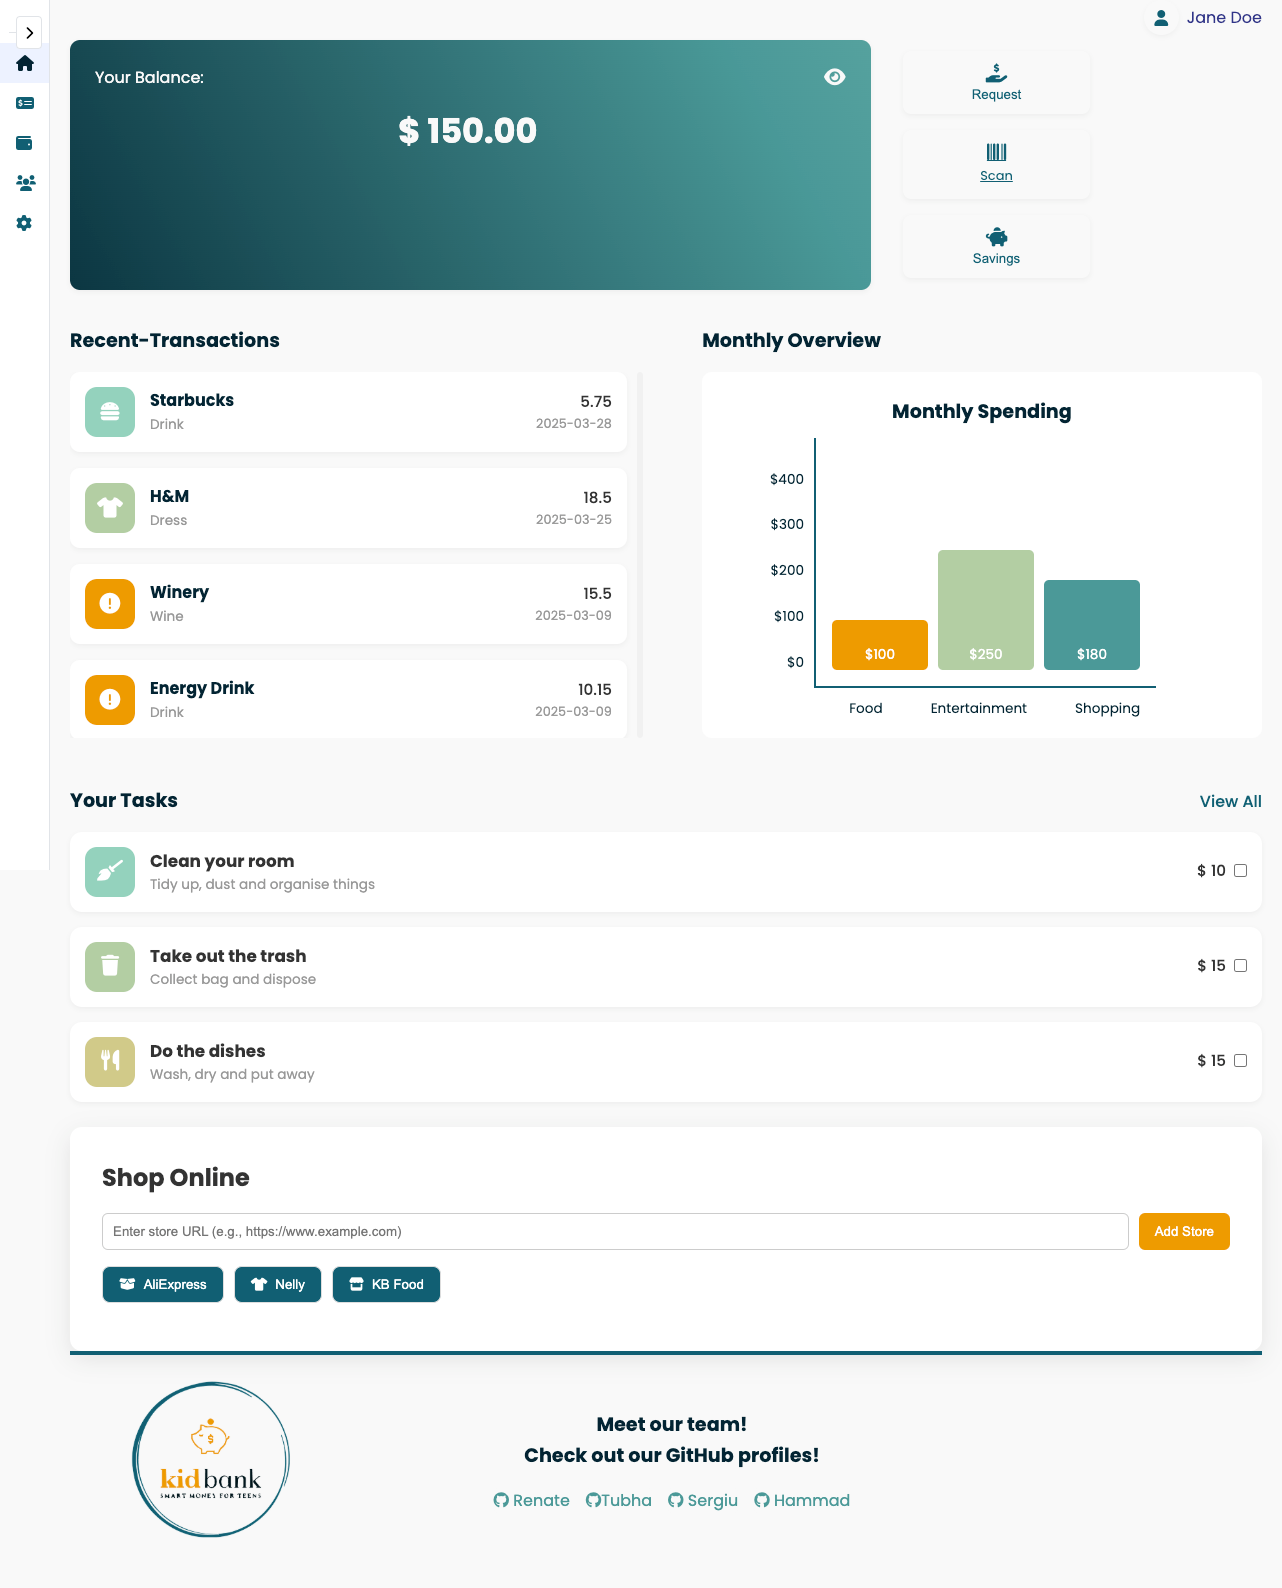 Jane Doe
Your Balance:
$ 150.00
Request
Scan
Savings
Recent-Transactions
Starbucks
5.75
Drink
2025-03-28
H&M
18.5
Dress
2025-03-25
Winery
15.5
Wine
2025-03-09
Energy Drink
10.15
Drink
2025-03-09
Monthly Overview
Monthly Spending
$400
$300
$200
$100
$0
$100
$250
$180
Food
Entertainment
Shopping
Your Tasks
View All
Clean your room
Tidy up, dust and organise things
$ 10
Take out the trash
Collect bag and dispose
$ 15
Do the dishes
Wash, dry and put away
$ 15
Shop Online
Enter store URL (e.g., https://www.example.com)
Add Store
AliExpress
Nelly
KB Food
kidbank
SMART MONEY FOR TEENS
Meet our team!
Check out our GitHub profiles!
Renate
Tubha
Sergiu
Hammad